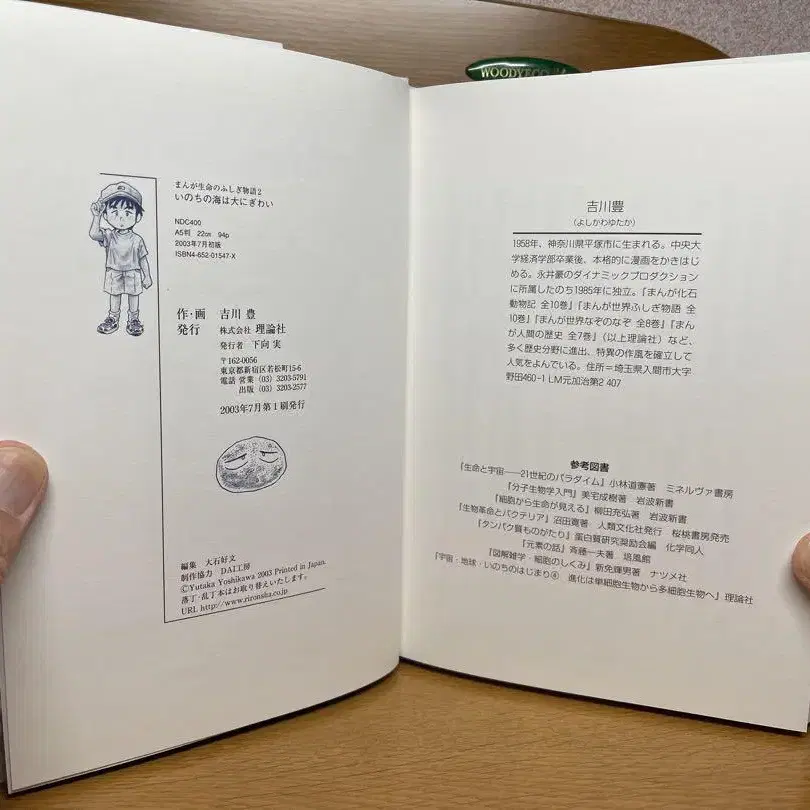 WOODYECO
まんが生命のふしぎ物語2
いのちの海は大にぎわい
NDC400
A5判 22㎝ 94p
2003年7月初版
ISBN4-652-01547-X
作・画 吉川 豊
発行 株式会社 理論社
発行者 下向 実
〒162-0056
東京都新宿区若松町15-6
電話 営業 (03) 3203-5791
出版 (03) 3203-2577
2003年7月第1刷発行
編集 大石好文
制作協力 DAI工房
©Yutaka Yoshikawa 2003 Printed in Japan.
落丁・乱丁本はお取り替えいたします。
URL http://www.rironsha.co.jp
吉川豊
(よしかわゆたか)
1958年、神奈川県平塚市に生まれる。中央大
学経済学部卒業後、本格的に漫画をかきはじ
める。永井豪のダイナミックプロダクション
に所属したのち1985年に独立。『まんが化石
動物記 全10巻』『まんが世界ふしぎ物語 全
10巻』『まんが世界なぞのなぞ 全8巻』『まん
が人間の歴史 全7巻』(以上理論社)など、
多く歴史分野に進出、特異の作風を確立して
人気をよんでいる。住所=埼玉県入間市大字
野田460-1 LM元加治第2 407
参考図書
『生命と宇宙――21世紀のパラダイム』小林道憲著 ミネルヴァ書房
『分子生物学入門』美宅成樹著 岩波新書
『細胞から生命が見える』柳田充弘著 岩波新書
『生物革命とバクテリア』沼田寛著 人類文化社発行 桜桃書房発売
『タンパク質ものがたり』蛋白質研究奨励会編 化学同人
『元素の話』斉藤一夫著 培風館
『図解雑学・細胞のしくみ』新免輝男著 ナツメ社
『宇宙・地球・いのちのはじまり⑧ 進化は単細胞生物から多細胞生物へ』理論社